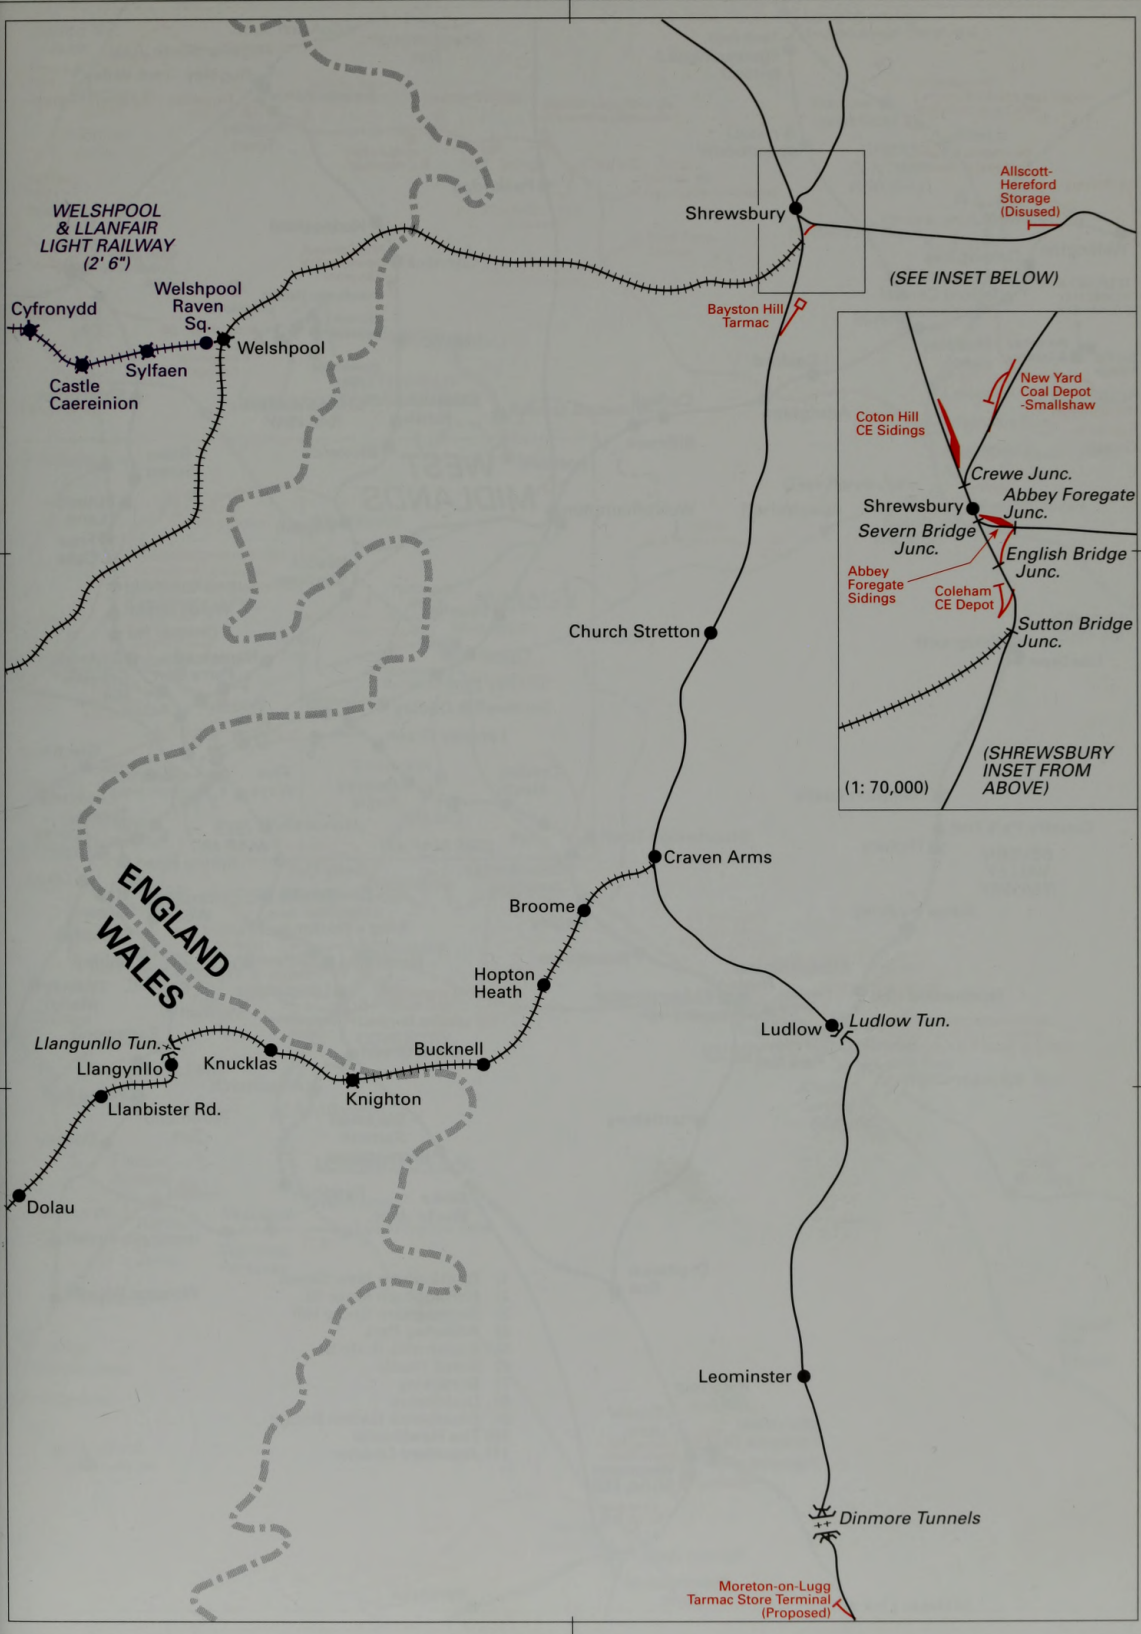 WELSHPOOL
& LLANFAIR
LIGHT RAILWAY
(2' 6")
Shrewsbury
Allscott-
Hereford
Storage
(Disused)
(SEE INSET BELOW)
Cyfronydd
Welshpool
Raven
Sq.
Welshpool
Sylfaen
Castle
Caereinion
Bayston Hill
Tarmac
New Yard
Coal Depot
-Smallshaw
Coton Hill
CE Sidings
Crewe Junc.
Shrewsbury
Abbey Foregate
Junc.
Severn Bridge
Junc.
English Bridge
Junc.
Abbey
Foregate
Sidings
Coleham
CE Depot
Sutton Bridge
Junc.
(SHREWSBURY
INSET FROM
ABOVE)
(1: 70,000)
Church Stretton
Craven Arms
ENGLAND
WALES
Broome
Hopton
Heath
Ludlow
Ludlow Tun.
Llangunllo Tun.
Llangynllo
Knucklas
Bucknell
Knighton
Llanbister Rd.
Dolau
Leominster
Dinmore Tunnels
Moreton-on-Lugg
Tarmac Store Terminal
(Proposed)